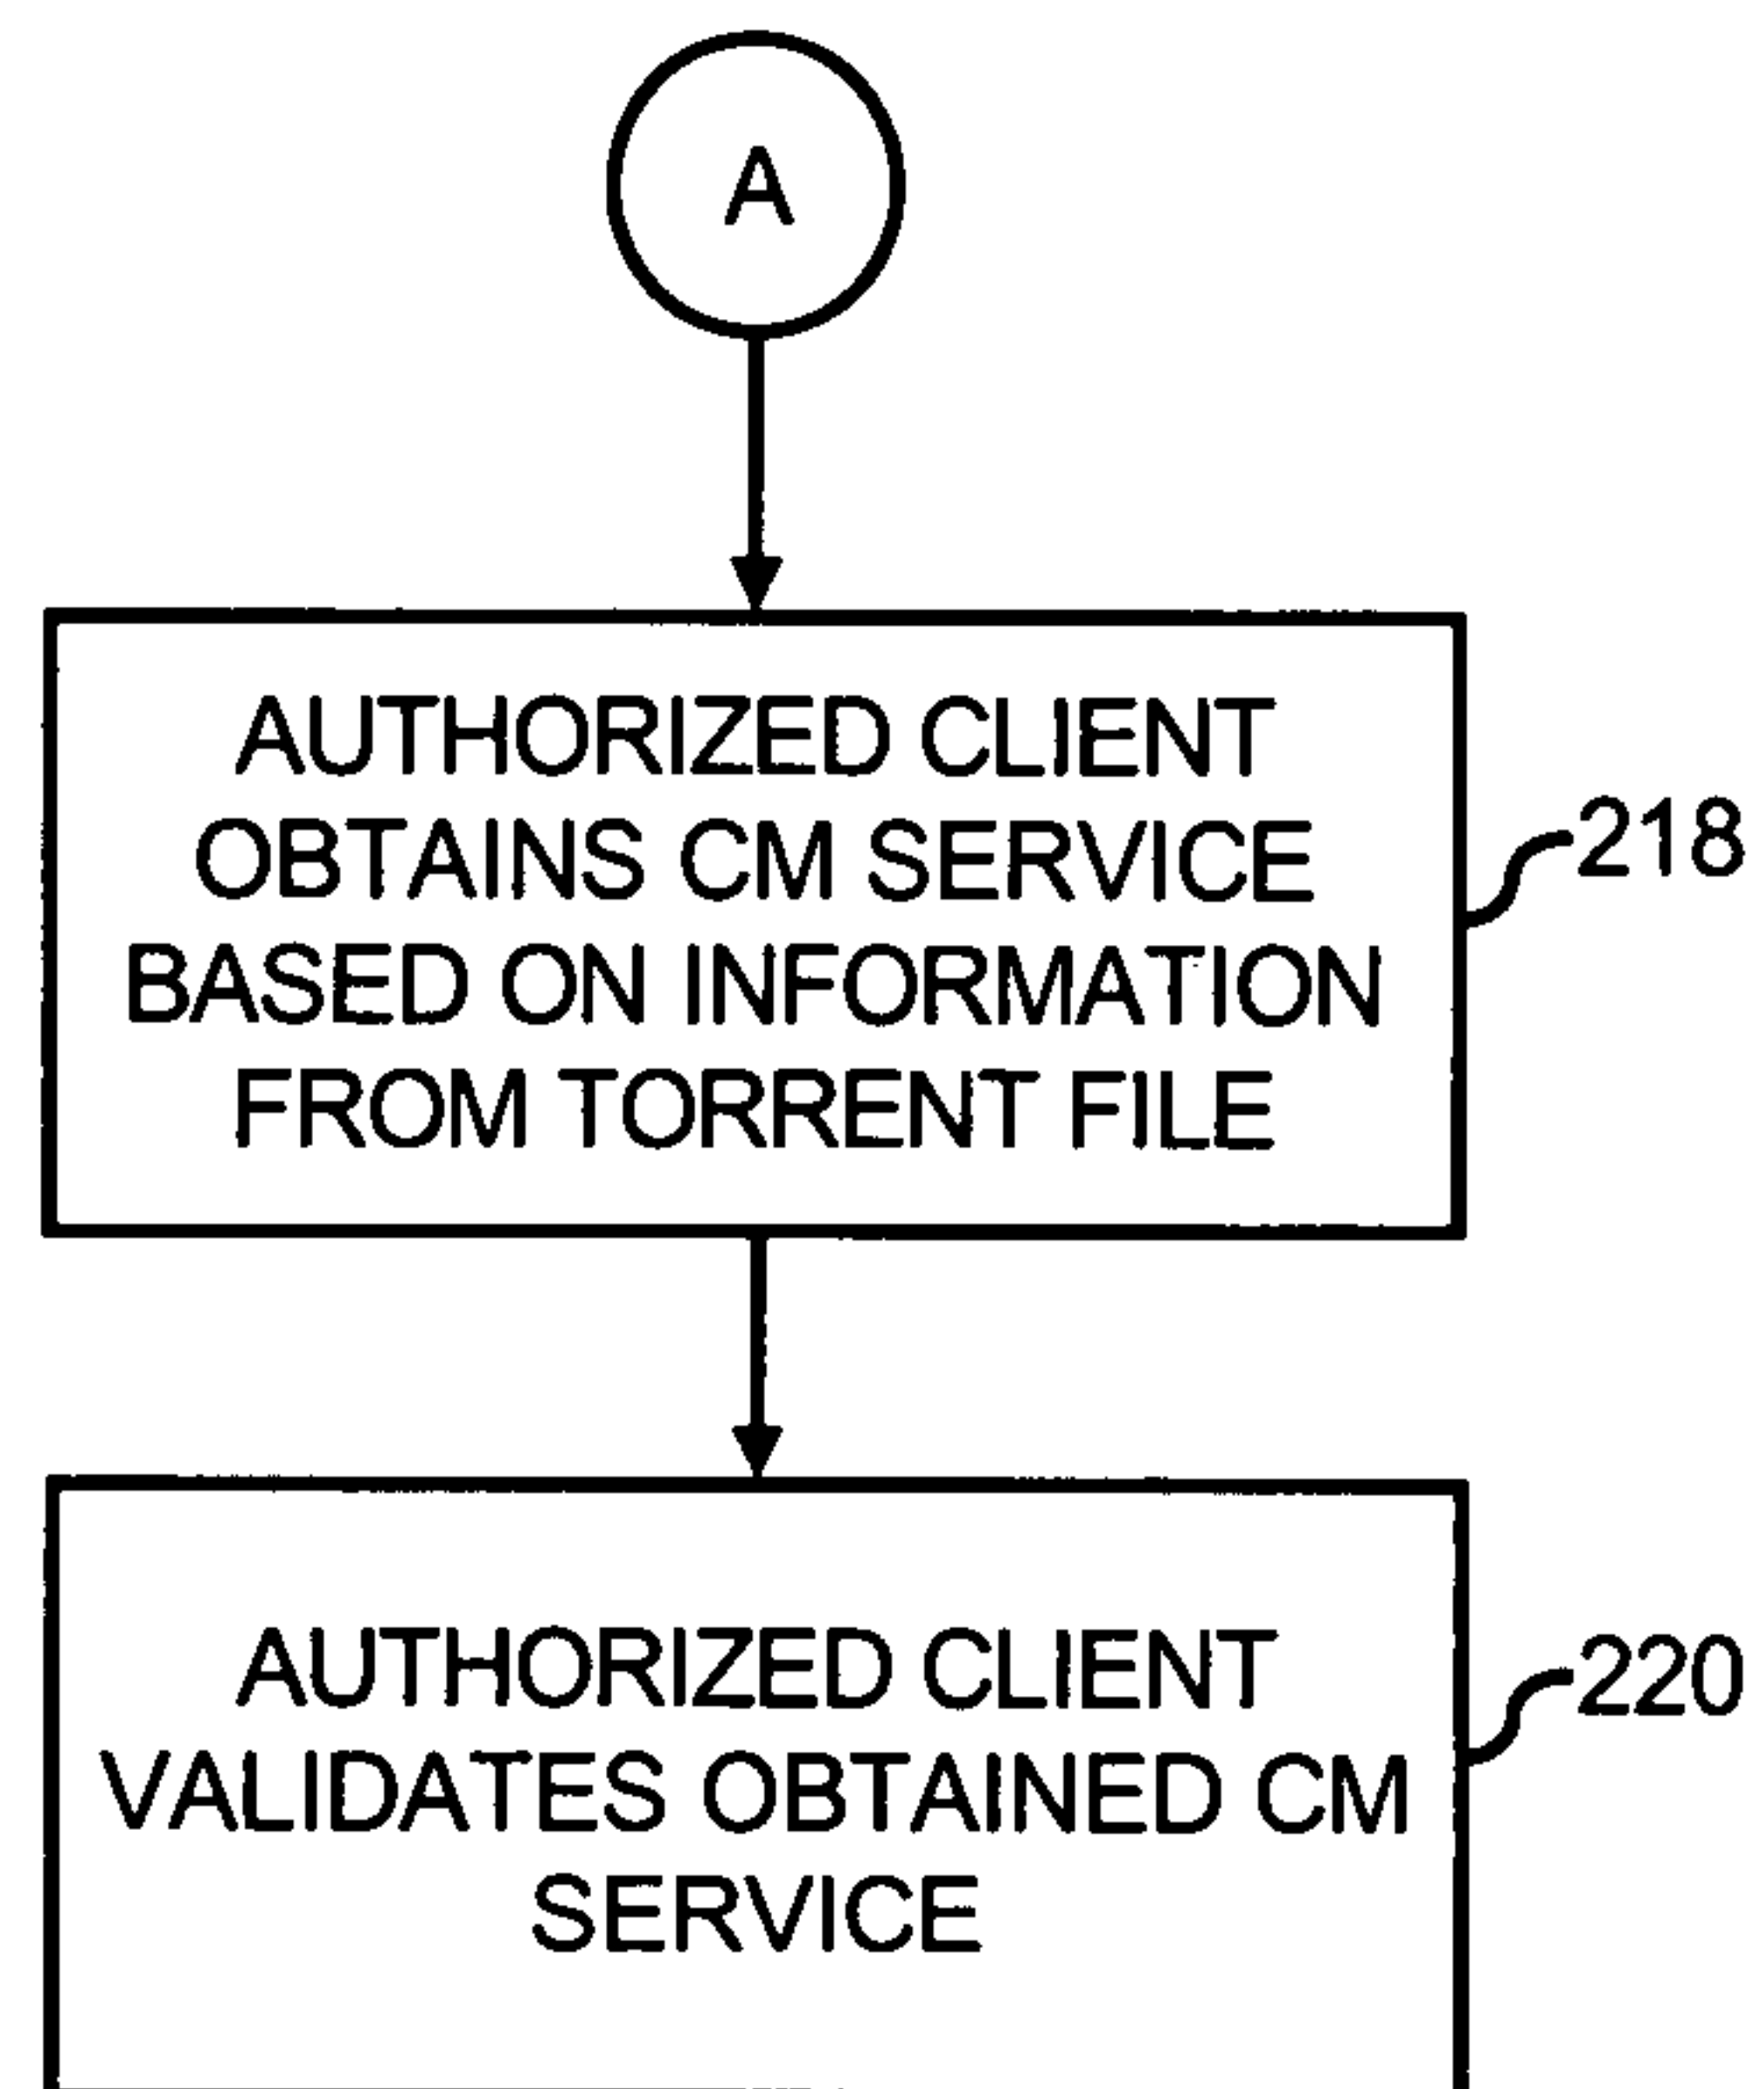 A
AUTHORIZED CLIENT
OBTAINS CM SERVICE
BASED ON INFORMATION
FROM TORRENT FILE
218
AUTHORIZED CLIENT
VALIDATES OBTAINED CM
SERVICE
220